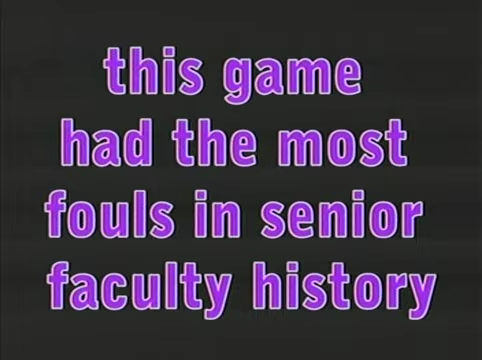 this game
had the most
fouls in senior
faculty history